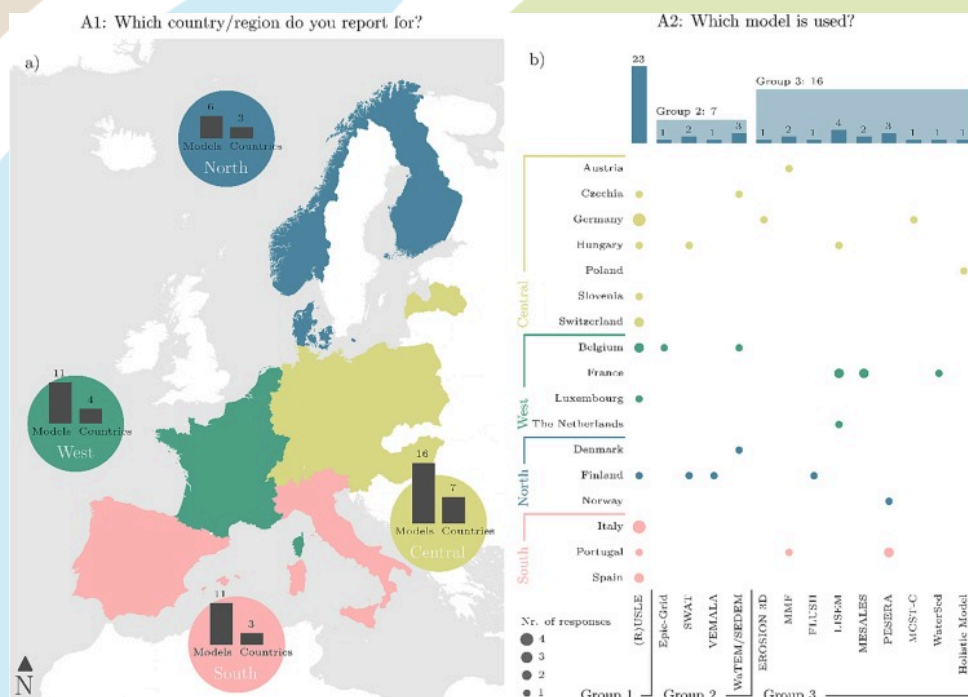 A1: Which country/region do you report for?
a)
6
3
Models Countries
North
11
4
Models Countries
West
16
7
Models Countries
Central
11
3
Models Countries
South
N
A2: Which model is used?
b)
23
Group 2: 7
Group 3: 16
1 2 1 3 1 2 1 4 2 3 1 1 1
Central
Austria
Czechia
Germany
Hungary
Poland
Slovenia
Switzerland
West
Belgium
France
Luxembourg
The Netherlands
North
Denmark
Finland
Norway
South
Italy
Portugal
Spain
Nr. of responses
4
3
2
1
(R)USLE
Epic-Grid
SWAT
VEMALA
WaTEM/SEDEM
EROSION 3D
MMF
FLUSH
LISEM
MESALES
PESERA
MCST-C
WaterSed
Holistic Model
Group 1
Group 2
Group 3